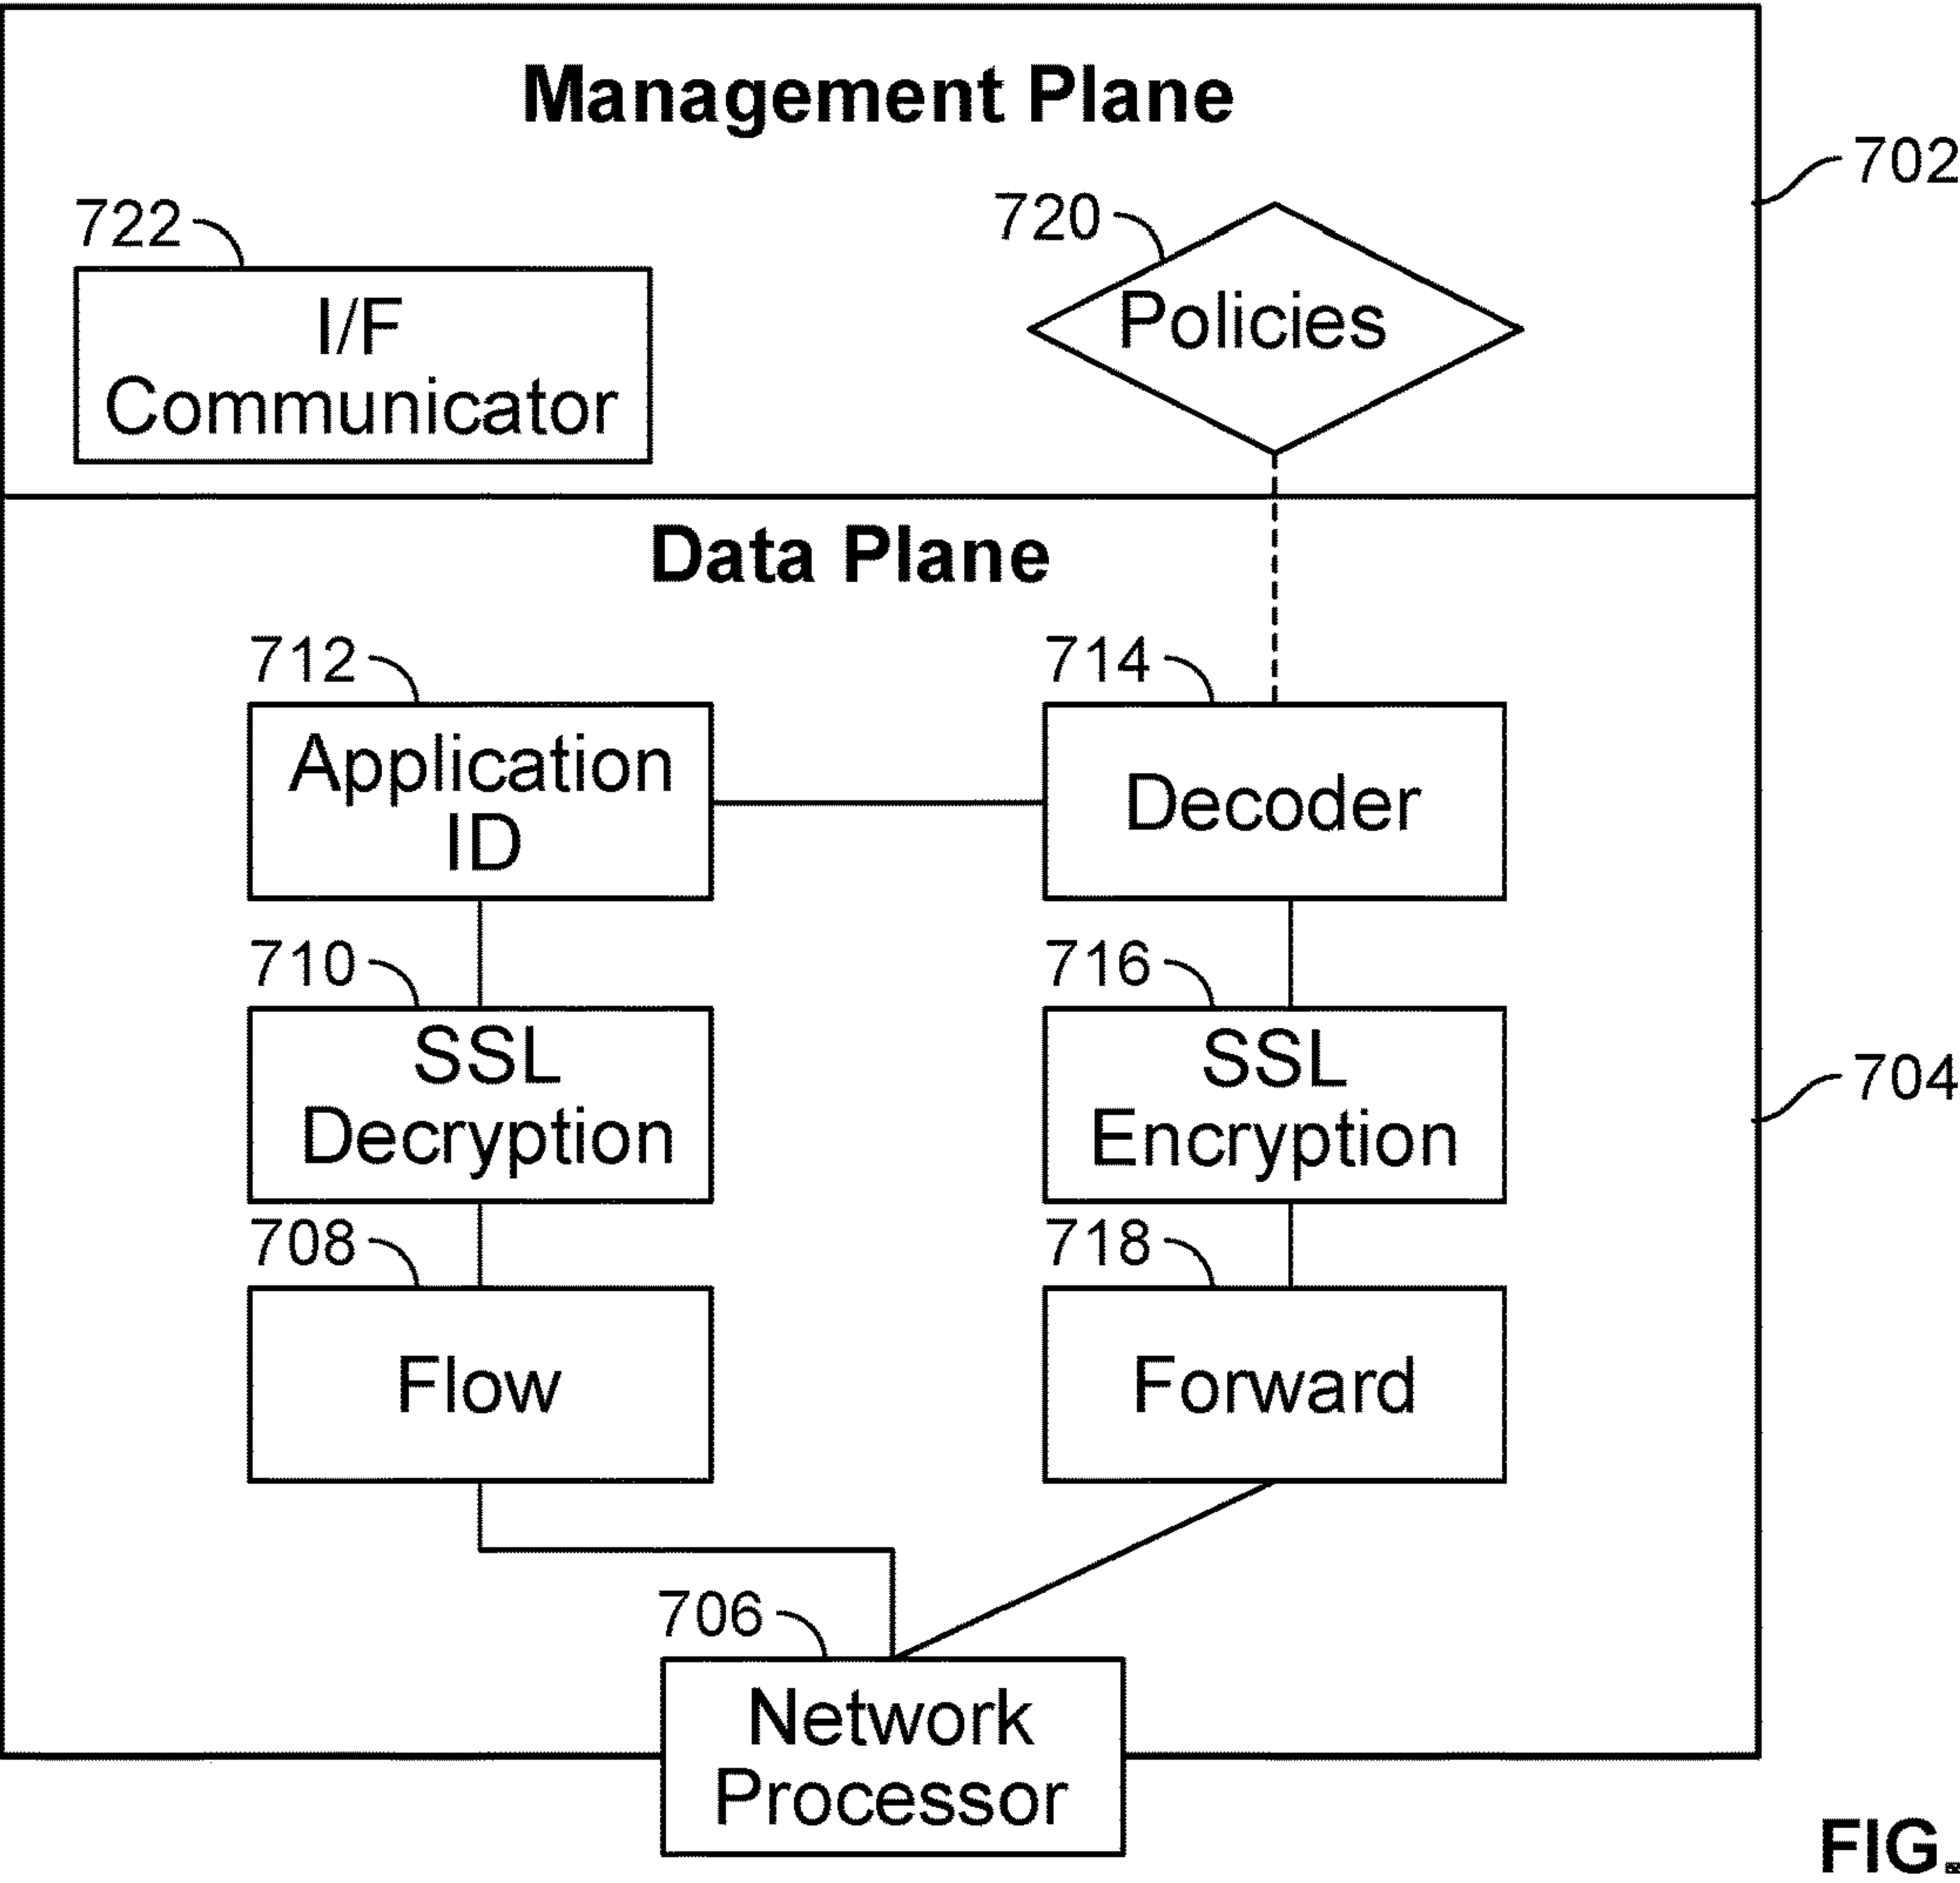 Management Plane
702
722
720
I/F
Communicator
Policies
Data Plane
712
714
Application
ID
Decoder
710
716
SSL
Decryption
SSL
Encryption
704
708
718
Flow
Forward
706
Network
Processor
FIG.